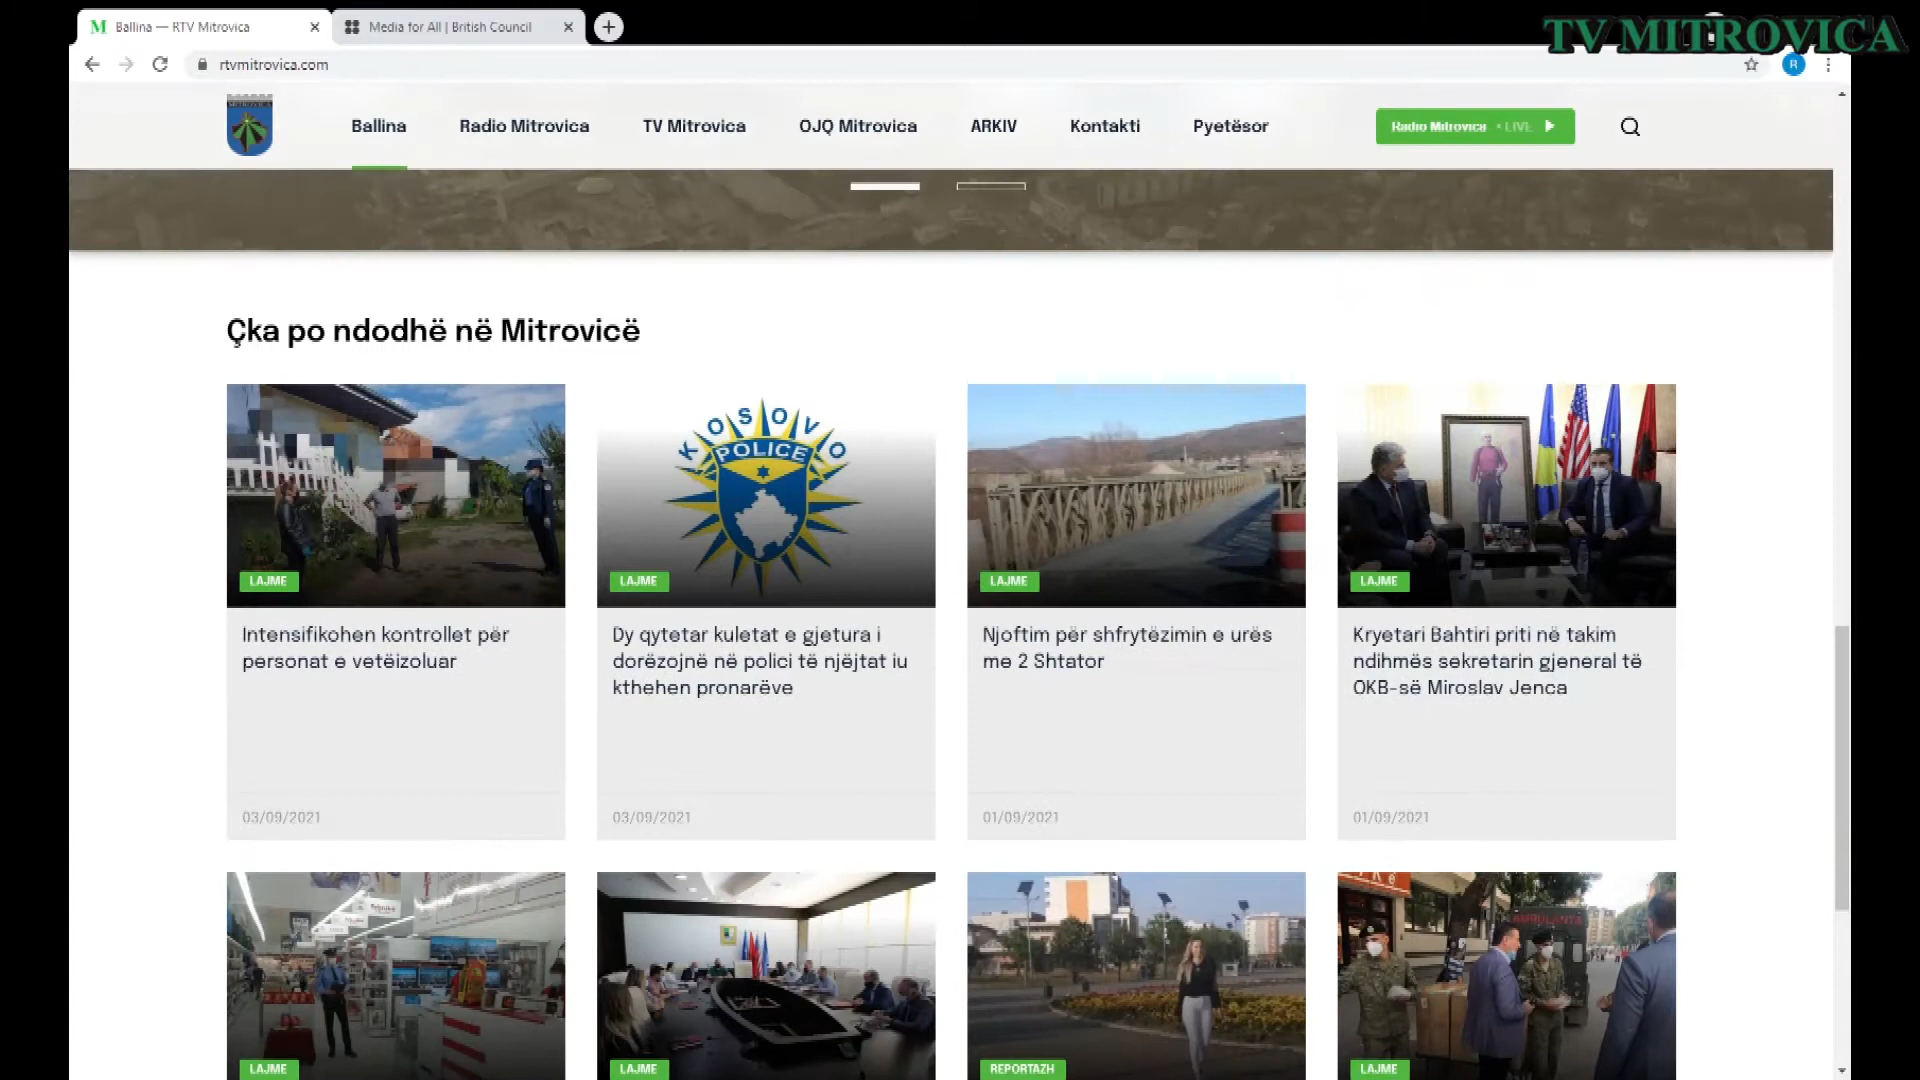 Ballina — RTV Mitrovica
Media for All | British Council
TV MITROVICA
rtvmitrovica.com
R
MITROVICA
Ballina
Radio Mitrovica
TV Mitrovica
OJQ Mitrovica
ARKIV
Kontakti
Pyetësor
Radio Mitrovica • LIVE
Çka po ndodhë në Mitrovicë
KOSOVO
POLICE
LAJME
LAJME
LAJME
LAJME
Intensifikohen kontrollet për
personat e vetëizoluar
Dy qytetar kuletat e gjetura i
dorëzojnë në polici të njëjtat iu
kthehen pronarëve
Njoftim për shfrytëzimin e urës
me 2 Shtator
Kryetari Bahtiri priti në takim
ndihmës sekretarin gjeneral të
OKB-së Miroslav Jenca
03/09/2021
03/09/2021
01/09/2021
01/09/2021
AMBULANTA
LAJME
LAJME
REPORTAZH
LAJME